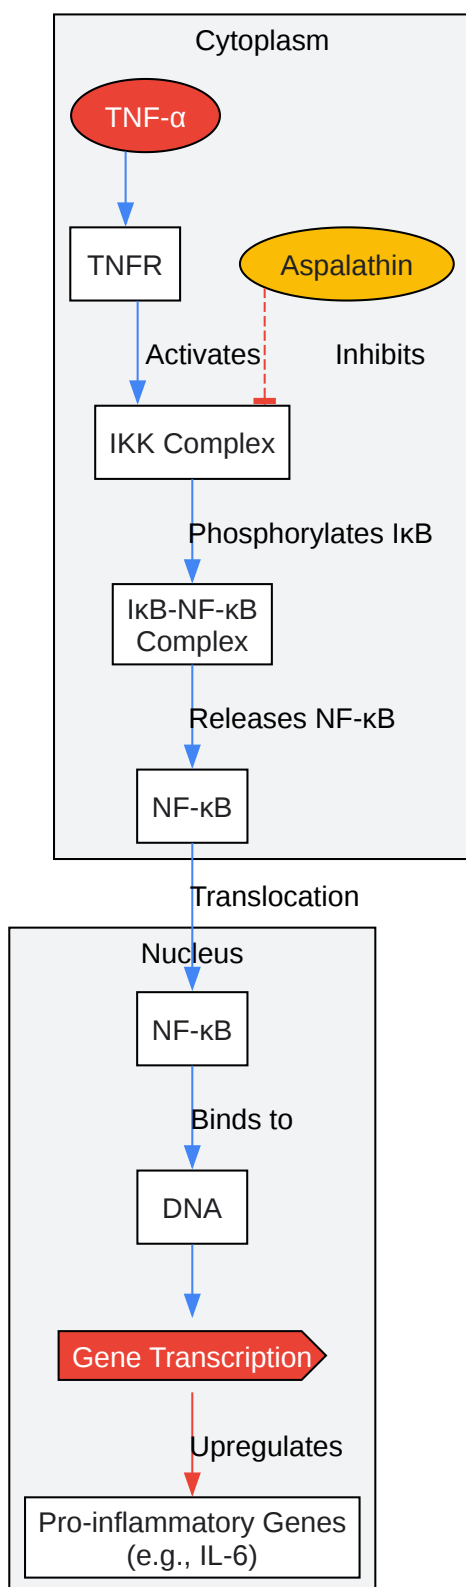 Cytoplasm
TNF-α
TNFR
Aspalathin
Activates
Inhibits
IKK Complex
Phosphorylates IκB
IκB-NF-κB
Complex
Releases NF-κB
NF-κB
Translocation
Nucleus
NF-κB
Binds to
DNA
Gene Transcription
Upregulates
Pro-inflammatory Genes
(e.g., IL-6)